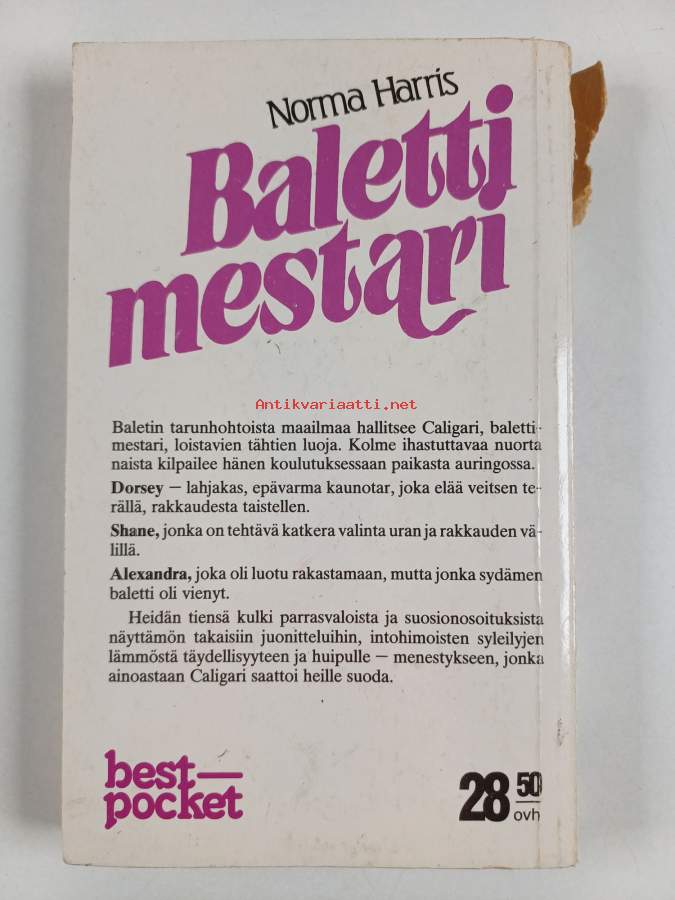 Norma Harris
Baletti
mestari
Antikvariaatti.net
Baletin tarunhohtoista maailmaa hallitsee Caligari, baletti-
mestari, loistavien tähtien luoja. Kolme ihastuttavaa nuorta
naista kilpailee hänen koulutuksessaan paikasta auringossa.
Dorsey — lahjakas, epävarma kaunotar, joka elää veitsen te-
rällä, rakkaudesta taistellen.
Shane, jonka on tehtävä katkera valinta uran ja rakkauden vä-
lillä.
Alexandra, joka oli luotu rakastamaan, mutta jonka sydämen
baletti oli vienyt.
Heidän tiensä kulki parrasvaloista ja suosionosoituksista
näyttämön takaisiin juonitteluihin, intohimoisten syleilyjen
lämmöstä täydellisyyteen ja huipulle — menestykseen, jonka
ainoastaan Caligari saattoi heille suoda.
best—
pocket
28 50
ovh